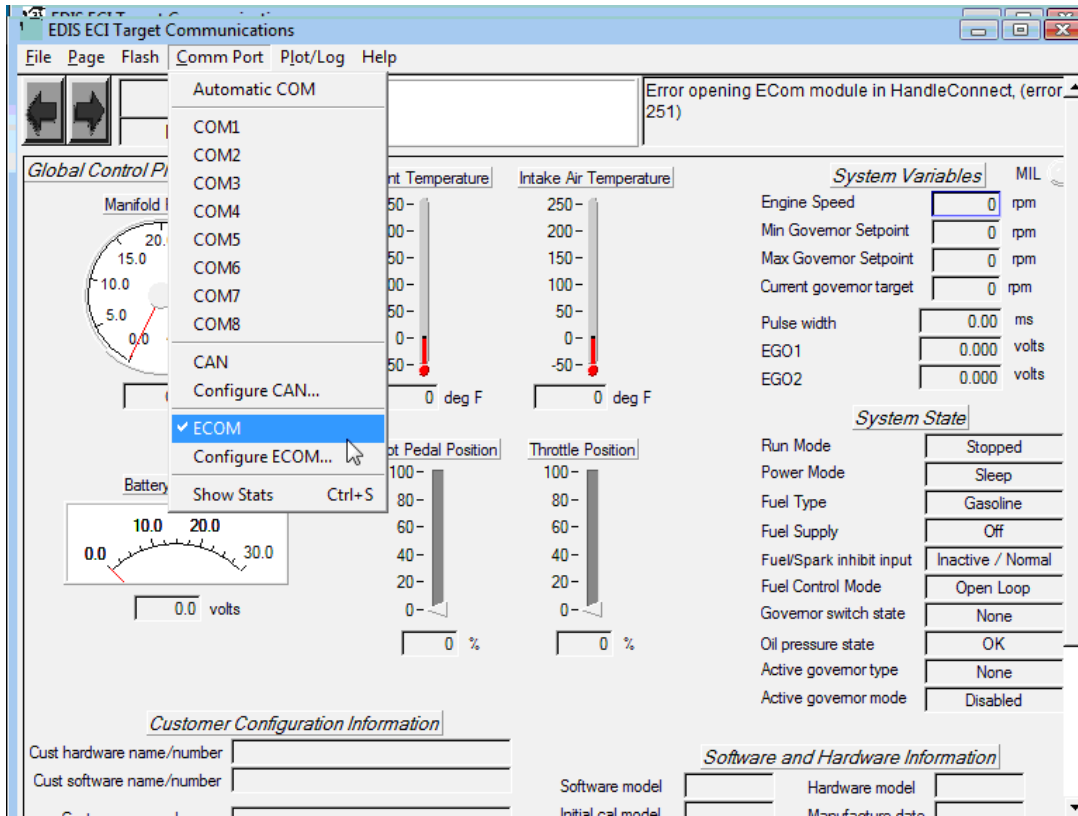 EDIS ECI Target Communications
File Page Flash Comm Port Plot/Log Help
Automatic COM
COM1
COM2
COM3
COM4
COM5
COM6
COM7
COM8
CAN
Configure CAN...
✓ ECOM
Configure ECOM...
Show Stats Ctrl+S
Error opening ECom module in HandleConnect, (error
251)
Global Control
Manifold
20.
15.0
10.0
5.0
0.0
Temperature
deg F
0
Intake Air Temperature
250
200
150
100
50
0
-50
0 deg F
System Variables MIL
Engine Speed 0 rpm
Min Governor Setpoint 0 rpm
Max Governor Setpoint 0 rpm
Current governor target 0 rpm
Pulse width 0.00 ms
EGO1 0.000 volts
EGO2 0.000 volts
System State
Run Mode Stopped
Power Mode Sleep
Fuel Type Gasoline
Fuel Supply Off
Fuel/Spark inhibit input Inactive / Normal
Fuel Control Mode Open Loop
Governor switch state None
Oil pressure state OK
Active governor type None
Active governor mode Disabled
Battery
10.0 20.0
0.0 30.0
0.0 volts
Pedal Position
100
80
60
40
20
0
0 %
Throttle Position
100
80
60
40
20
0
0 %
Customer Configuration Information
Cust hardware name/number
Cust software name/number
Software and Hardware Information
Software model
Hardware model
Initial cal model
Manufacture date